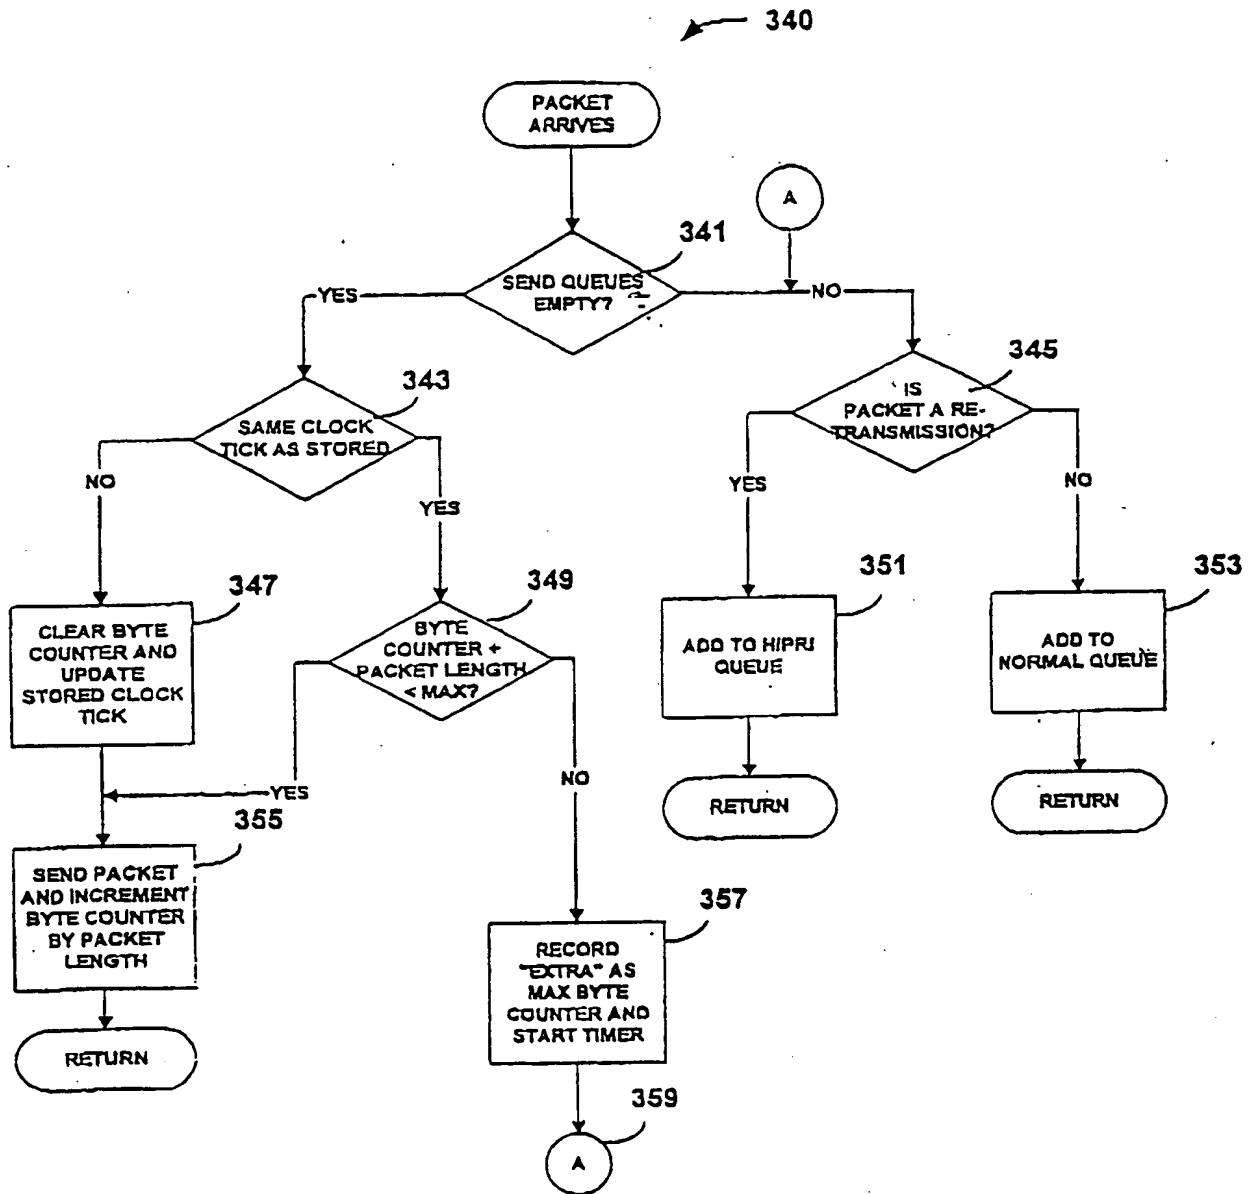 340
PACKET
ARRIVES
A
341
SEND QUEUES
EMPTY?
YES
NO
343
SAME CLOCK
TICK AS STORED
345
IS
PACKET A RE-
TRANSMISSION?
NO
YES
YES
NO
347
CLEAR BYTE
COUNTER AND
UPDATE
STORED CLOCK
TICK
349
BYTE
COUNTER +
PACKET LENGTH
< MAX?
351
ADD TO HIPRI
QUEUE
353
ADD TO
NORMAL QUEUE
YES
NO
RETURN
RETURN
355
SEND PACKET
AND INCREMENT
BYTE COUNTER
BY PACKET
LENGTH
357
RECORD
"EXTRA" AS
MAX BYTE
COUNTER AND
START TIMER
RETURN
359
A